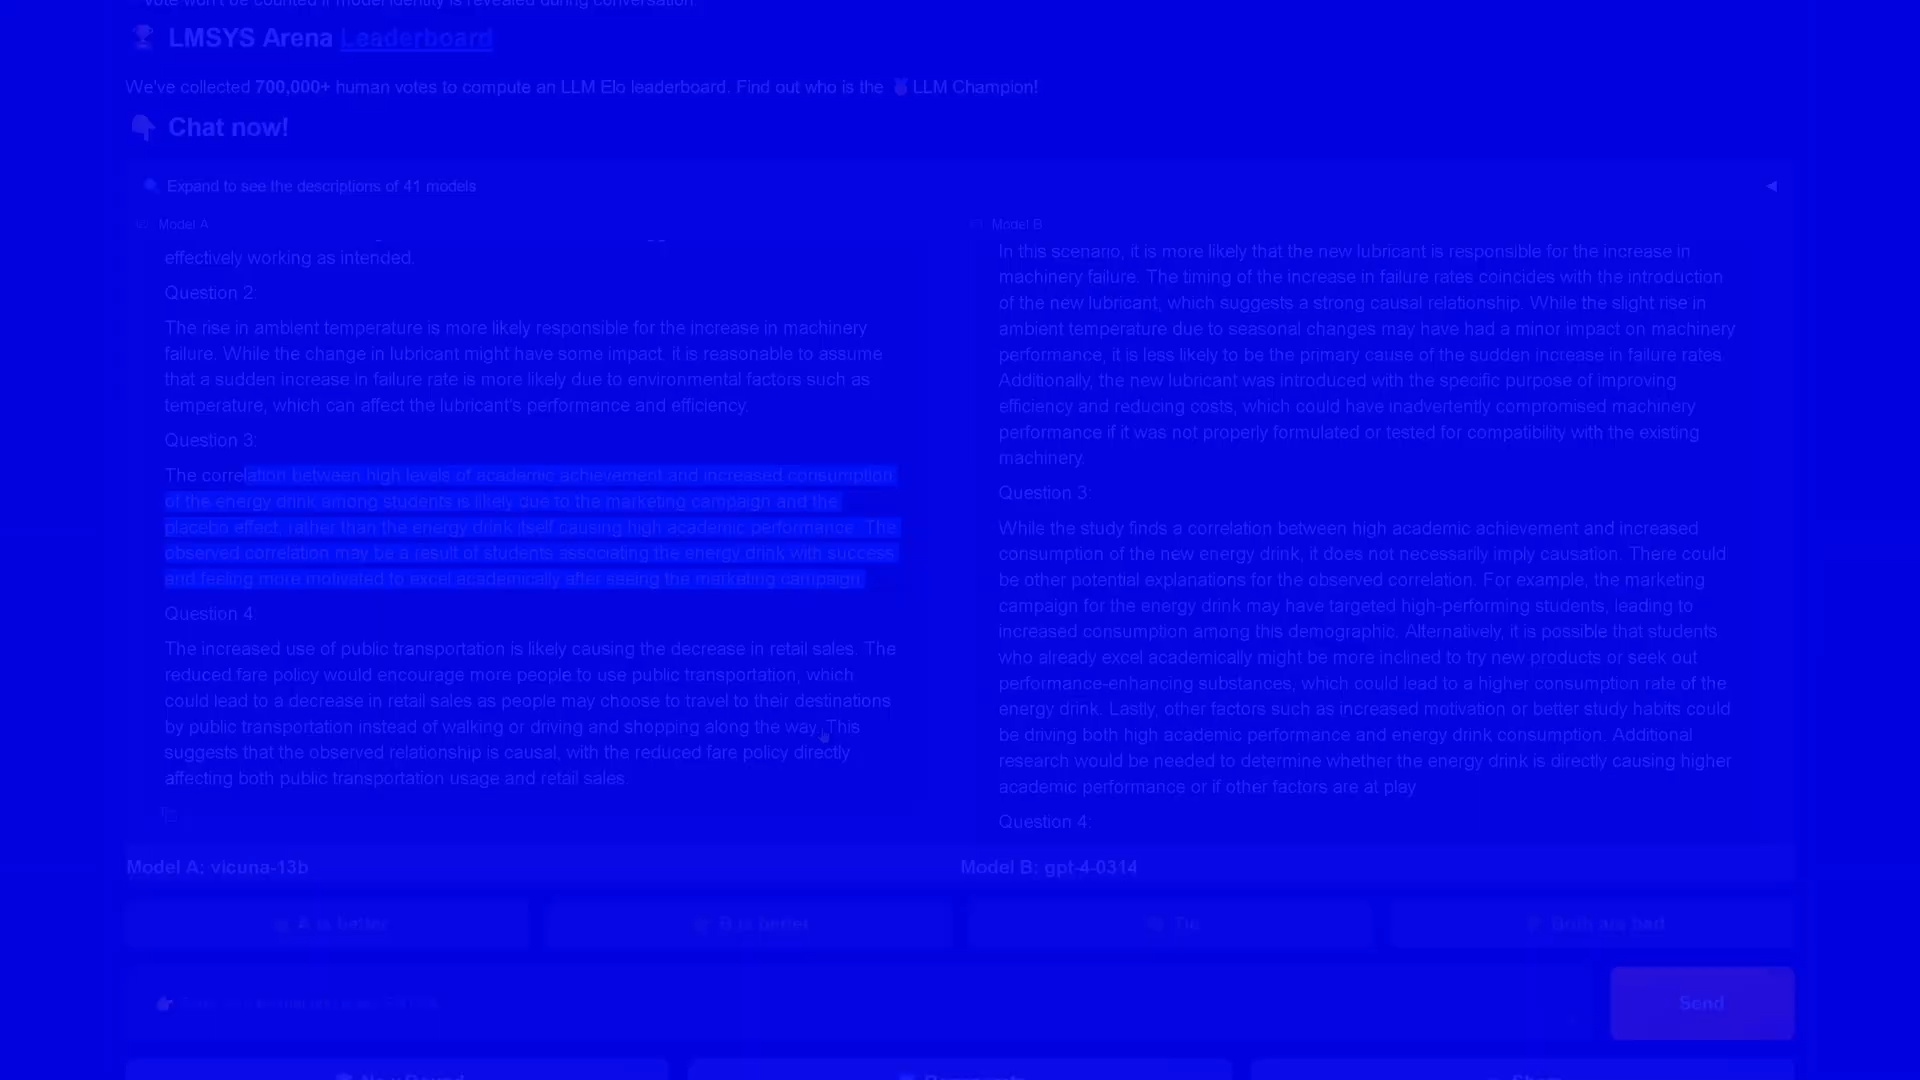 vote won't be counted if model identity is revealed during conversation.
LMSYS Arena Leaderboard
We've collected 700,000+ human votes to compute an LLM Elo leaderboard. Find out who is the LLM Champion!
Chat now!
Expand to see the descriptions of 41 models
Model A
effectively working as intended.
Question 2:
The rise in ambient temperature is more likely responsible for the increase in machinery
failure. While the change in lubricant might have some impact, it is reasonable to assume
that a sudden increase in failure rate is more likely due to environmental factors such as
temperature, which can affect the lubricant's performance and efficiency.
Question 3:
The correlation between high levels of academic achievement and increased consumption
of the energy drink among students is likely due to the marketing campaign and the
placebo effect, rather than the energy drink itself causing high academic performance. The
observed correlation may be a result of students associating the energy drink with success
and feeling more motivated to excel academically after seeing the marketing campaign.
Question 4:
The increased use of public transportation is likely causing the decrease in retail sales. The
reduced fare policy would encourage more people to use public transportation, which
could lead to a decrease in retail sales as people may choose to travel to their destinations
by public transportation instead of walking or driving and shopping along the way. This
suggests that the observed relationship is causal, with the reduced fare policy directly
affecting both public transportation usage and retail sales.
Model B
In this scenario, it is more likely that the new lubricant is responsible for the increase in
machinery failure. The timing of the increase in failure rates coincides with the introduction
of the new lubricant, which suggests a strong causal relationship. While the slight rise in
ambient temperature due to seasonal changes may have had a minor impact on machinery
performance, it is less likely to be the primary cause of the sudden increase in failure rates.
Additionally, the new lubricant was introduced with the specific purpose of improving
efficiency and reducing costs, which could have inadvertently compromised machinery
performance if it was not properly formulated or tested for compatibility with the existing
machinery.
Question 3:
While the study finds a correlation between high academic achievement and increased
consumption of the new energy drink, it does not necessarily imply causation. There could
be other potential explanations for the observed correlation. For example, the marketing
campaign for the energy drink may have targeted high-performing students, leading to
increased consumption among this demographic. Alternatively, it is possible that students
who already excel academically might be more inclined to try new products or seek out
performance-enhancing substances, which could lead to a higher consumption rate of the
energy drink. Lastly, other factors such as increased motivation or better study habits could
be driving both high academic performance and energy drink consumption. Additional
research would be needed to determine whether the energy drink is directly causing higher
academic performance or if other factors are at play
Question 4:
Model A: vicuna-13b
Model B: gpt-4-0314
A is better
B is better
Tie
Both are bad
Send
New Round
Regenerate
Share